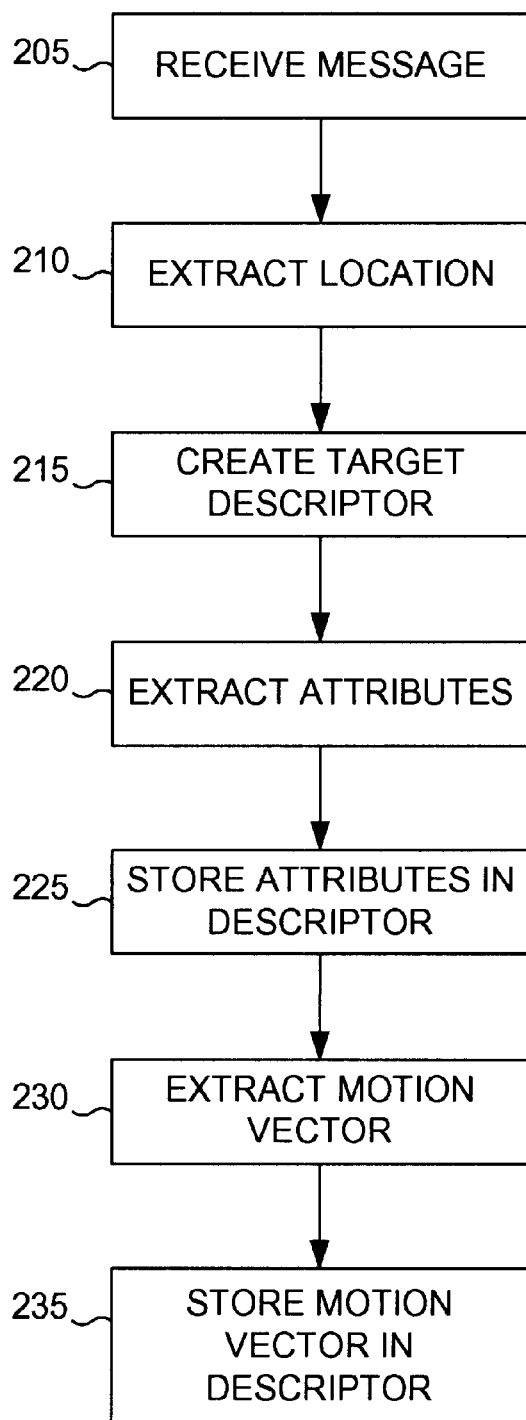 205
RECEIVE MESSAGE
210
EXTRACT LOCATION
215
CREATE TARGET
DESCRIPTOR
220
EXTRACT ATTRIBUTES
225
STORE ATTRIBUTES IN
DESCRIPTOR
230
EXTRACT MOTION
VECTOR
235
STORE MOTION
VECTOR IN
DESCRIPTOR